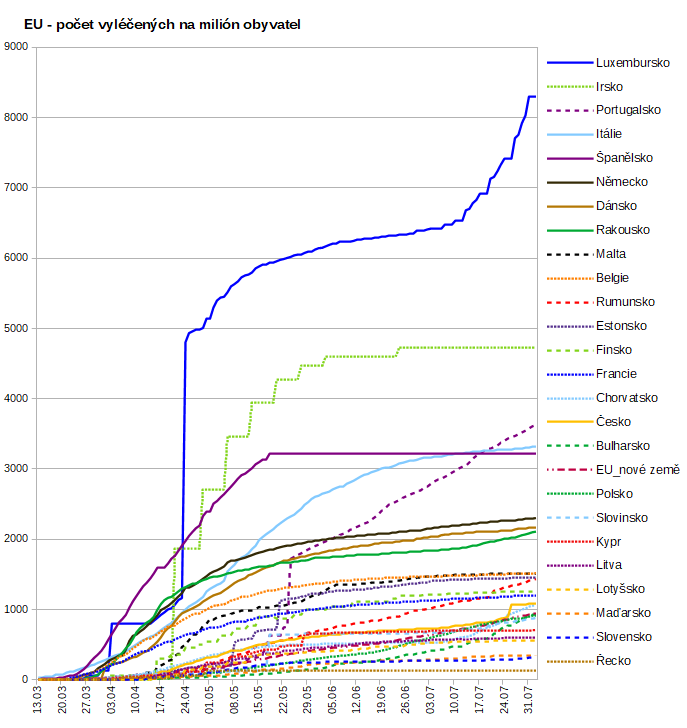 EU - počet vyléčených na milión obyvatel
9000
8000
7000
6000
5000
4000
3000
2000
1000
0
Luxembursko
Irsko
Portugalsko
Itálie
Španělsko
Německo
Dánsko
Rakousko
Malta
Belgie
Rumunsko
Estonsko
Finsko
Francie
Chorvatsko
Česko
Bulharsko
EU_nové země
Polsko
Slovinsko
Kypr
Litva
Lotyšsko
Maďarsko
Slovensko
Řecko
13.03
20.03
27.03
03.04
10.04
17.04
24.04
01.05
08.05
15.05
22.05
29.05
05.06
12.06
19.06
26.06
03.07
10.07
17.07
24.07
31.07